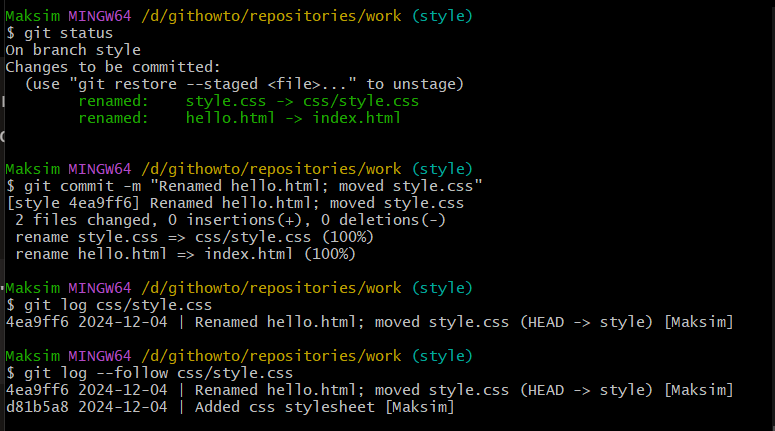 Maksim MINGW64 /d/githowto/repositories/work (style)
$ git status
On branch style
Changes to be committed:
  (use "git restore --staged <file>..." to unstage)
        renamed:    style.css -> css/style.css
        renamed:    hello.html -> index.html

Maksim MINGW64 /d/githowto/repositories/work (style)
$ git commit -m "Renamed hello.html; moved style.css"
[style 4ea9ff6] Renamed hello.html; moved style.css
 2 files changed, 0 insertions(+), 0 deletions(-)
 rename style.css => css/style.css (100%)
 rename hello.html => index.html (100%)

Maksim MINGW64 /d/githowto/repositories/work (style)
$ git log css/style.css
4ea9ff6 2024-12-04 | Renamed hello.html; moved style.css (HEAD -> style) [Maksim]

Maksim MINGW64 /d/githowto/repositories/work (style)
$ git log --follow css/style.css
4ea9ff6 2024-12-04 | Renamed hello.html; moved style.css (HEAD -> style) [Maksim]
d81b5a8 2024-12-04 | Added css stylesheet [Maksim]